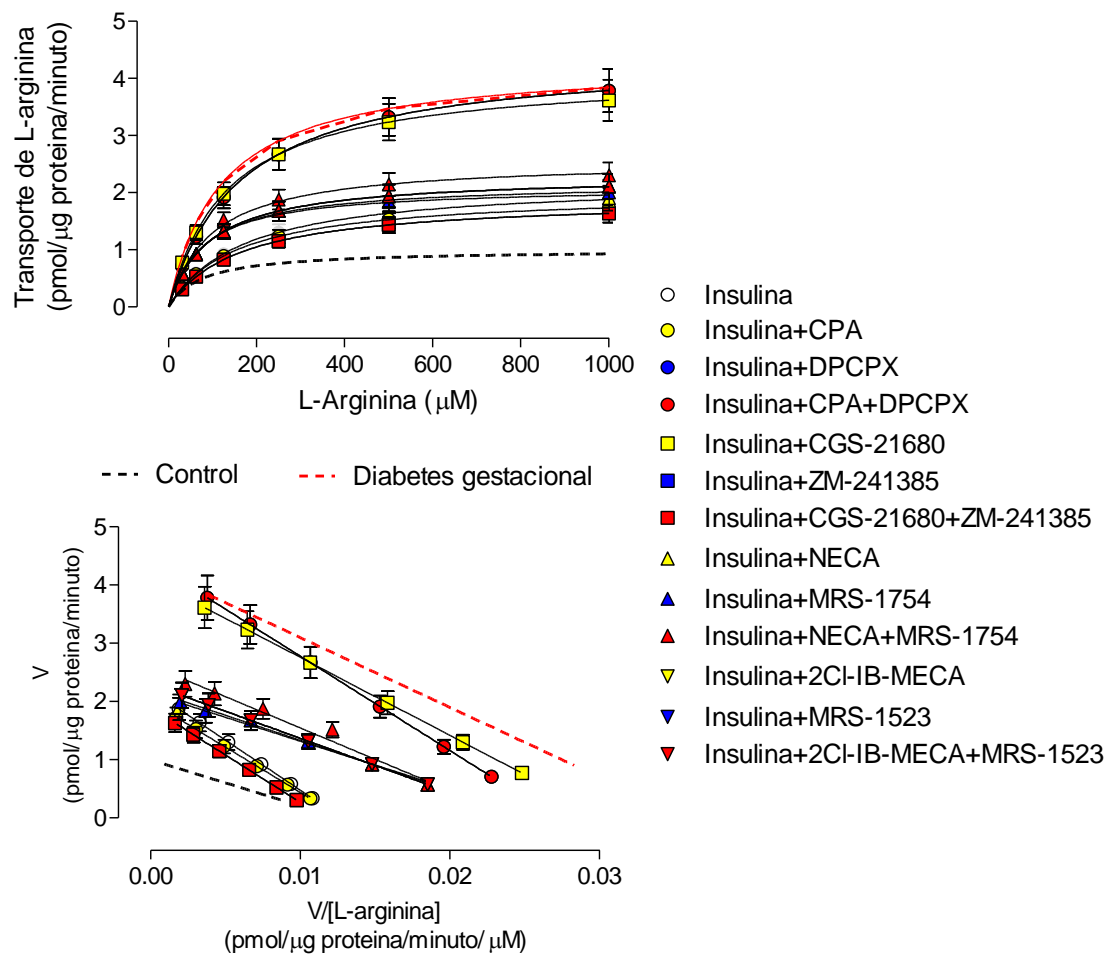 Transporte de L-arginina
(pmol/μg proteina/minuto)
5
4
3
2
1
0
0
200
400
600
800
1000
L-Arginina (μM)
Control
Diabetes gestacional
V
(pmol/μg proteina/minuto)
5
4
3
2
1
0
0.00
0.01
0.02
0.03
V/[L-arginina]
(pmol/μg proteina/minuto/ μM)
Insulina
Insulina+CPA
Insulina+DPCPX
Insulina+CPA+DPCPX
Insulina+CGS-21680
Insulina+ZM-241385
Insulina+CGS-21680+ZM-241385
Insulina+NECA
Insulina+MRS-1754
Insulina+NECA+MRS-1754
Insulina+2Cl-IB-MECA
Insulina+MRS-1523
Insulina+2Cl-IB-MECA+MRS-1523